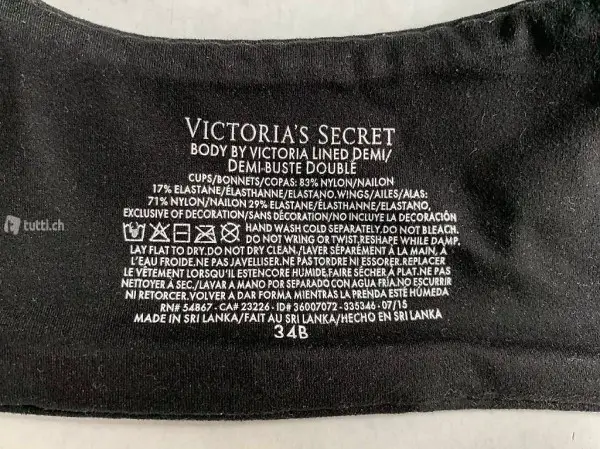 VICTORIA'S SECRET
BODY BY VICTORIA LINED DEMI/
DEMI-BUSTE DOUBLÉ
CUPS/BONNETS/COPAS: 83% NYLON/NAILON
17% ELASTANE/ÉLASTHANNE/ELASTANO, WINGS/AILES/ALAS:
71% NYLON/NAILON 29% ELASTANE/ÉLASTHANNE/ELASTANO,
EXCLUSIVE OF DECORATION/SANS DÉCORATION/NO INCLUYE LA DECORACIÓN
HAND WASH COLD SEPARATELY. DO NOT BLEACH.
DO NOT WRING OR TWIST, RESHAPE WHILE DAMP.
LAY FLAT TO DRY. DO NOT DRY CLEAN./LAVER SÉPARÉMENT À LA MAIN, À
L'EAU FROIDE. NE PAS JAVELLISER. NE PAS TORDRE NI ESSORER. REPLACER
LE VÊTEMENT LORSQU'IL EST ENCORE HUMIDE. FAIRE SÉCHER À PLAT. NE PAS
NETTOYER À SEC./LAVAR A MANO POR SEPARADO CON AGUA FRÍA. NO ESCURRIR
NI RETORCER. VOLVER A DAR FORMA MIENTRAS LA PRENDA ESTÉ HÚMEDA
RN# 54867 - CA# 23226 - ID# 36007072 - 335346 - 07/15
MADE IN SRI LANKA/FAIT AU SRI LANKA/HECHO EN SRI LANKA
34B
tutti.ch